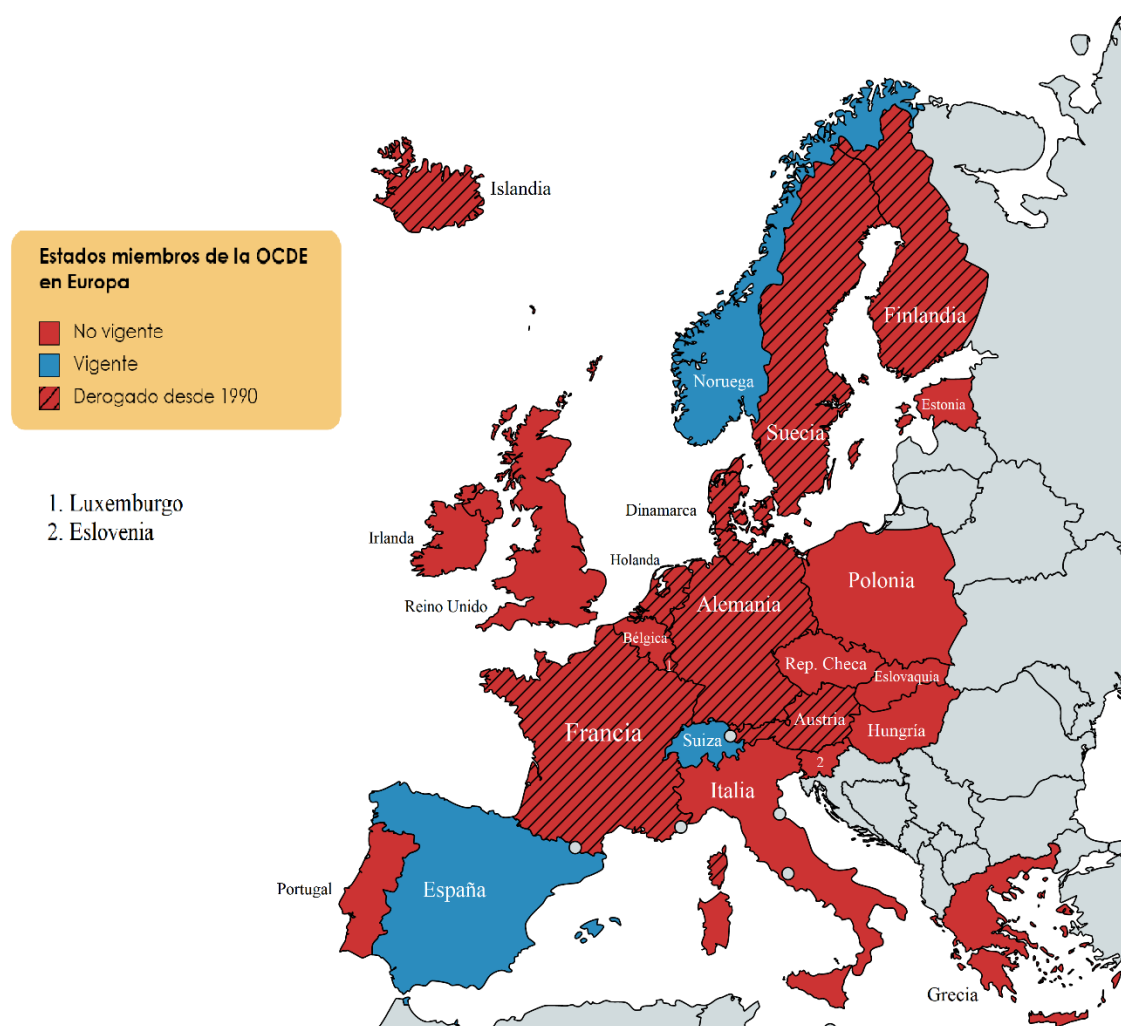 Islandia
Estados miembros de la OCDE
en Europa
No vigente
Vigente
Derogado desde 1990
1. Luxemburgo
2. Eslovenia
Finlandia
Noruega
Estonia
Suecia
Dinamarca
Irlanda
Holanda
Polonia
Alemania
Reino Unido
Bélgica
1
Rep. Checa
Eslovaquia
Austria
Francia
Hungría
Suiza
2
Italia
Portugal
España
Grecia